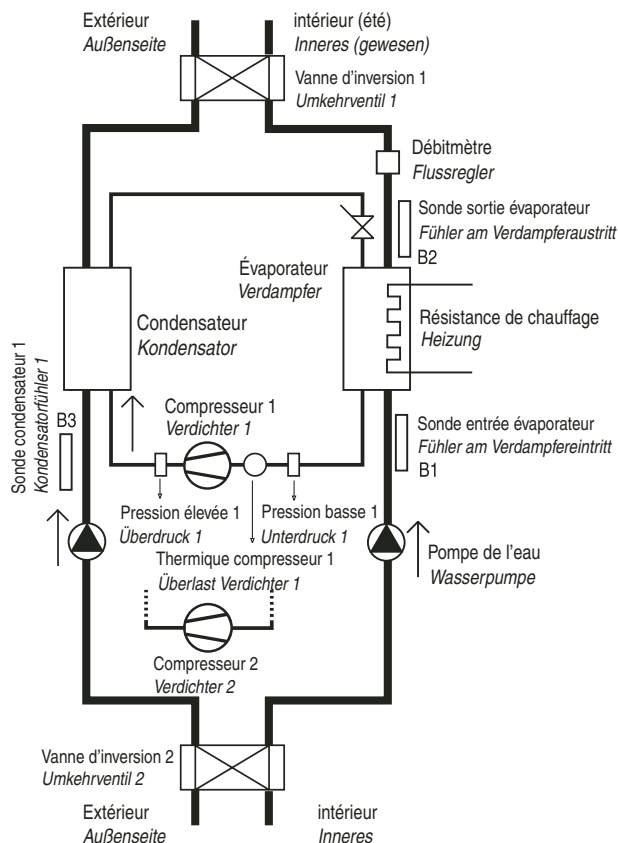 Extérieur
Außenseite
intérieur (été)
Inneres (gewesen)
Vanne d'inversion 1
Umkehrventil 1
Débitmètre
Flussregler
Sonde sortie évaporateur
Fühler am Verdampferaustritt
B2
Évaporateur
Verdampfer
Condensateur
Kondensator
Résistance de chauffage
Heizung
Sonde condensateur 1
Kondensatorfühler 1
B3
Compresseur 1
Verdichter 1
Sonde entrée évaporateur
Fühler am Verdampfereintritt
B1
Pression élevée 1
Überdruck 1
Pression basse 1
Unterdruck 1
Thermique compresseur 1
Überlast Verdichter 1
Pompe de l'eau
Wasserpumpe
Compresseur 2
Verdichter 2
Vanne d'inversion 2
Umkehrventil 2
Extérieur
Außenseite
intérieur
Inneres